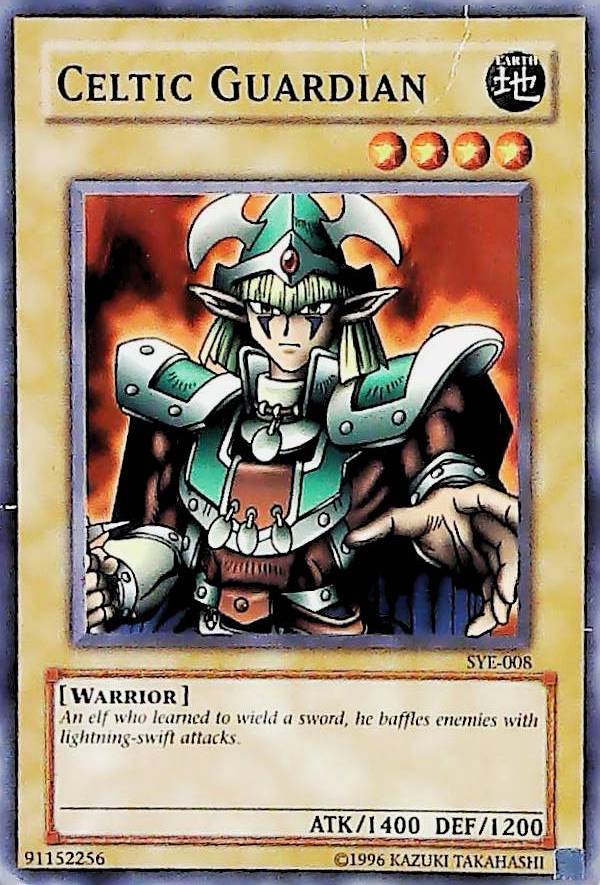 CELTIC GUARDIAN
EARTH
地
SYE-008
[WARRIOR]
An elf who learned to wield a sword, he baffles enemies with
lightning-swift attacks.
ATK/1400 DEF/1200
91152256
©1996 KAZUKI TAKAHASHI